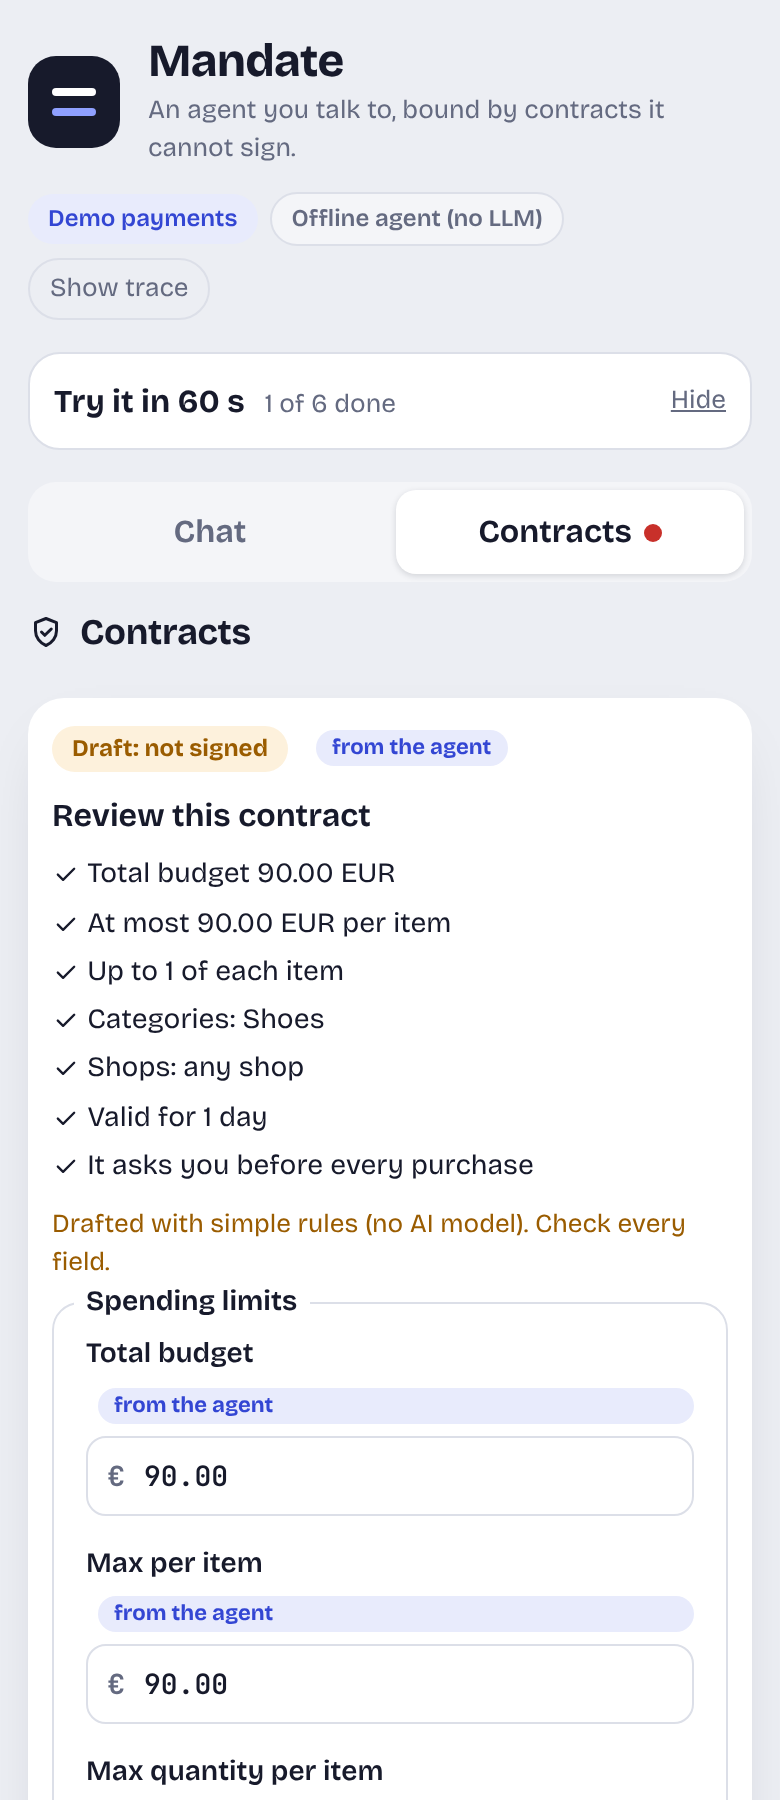 Mandate
An agent you talk to, bound by contracts it
cannot sign.
Demo payments
Offline agent (no LLM)
Show trace
Try it in 60 s 1 of 6 done Hide
Chat
Contracts
Contracts
Draft: not signed
from the agent
Review this contract
Total budget 90.00 EUR
At most 90.00 EUR per item
Up to 1 of each item
Categories: Shoes
Shops: any shop
Valid for 1 day
It asks you before every purchase
Drafted with simple rules (no AI model). Check every
field.
Spending limits
Total budget
from the agent
€ 90.00
Max per item
from the agent
€ 90.00
Max quantity per item